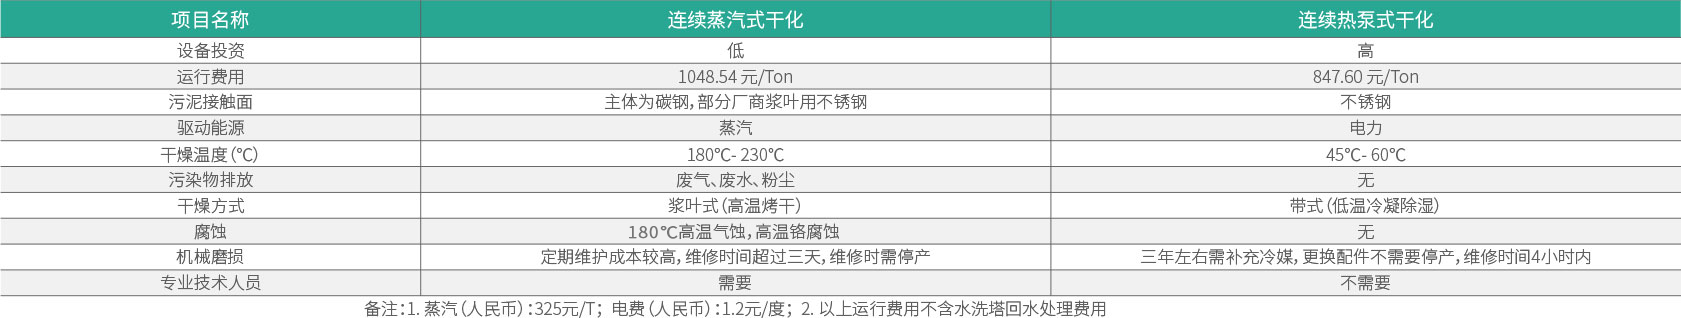 项目名称 连续蒸汽式干化 连续热泵式干化
设备投资 低 高
运行费用 1048.54 元/Ton 847.60 元/Ton
污泥接触面 主体为碳钢，部分厂商浆叶用不锈钢 不锈钢
驱动能源 蒸汽 电力
干燥温度（℃） 180℃- 230℃ 45℃- 60℃
污染物排放 废气、废水、粉尘 无
干燥方式 浆叶式（高温烤干） 带式（低温冷凝除湿）
腐蚀 180℃高温气蚀，高温铬腐蚀 无
机械磨损 定期维护成本较高，维修时间超过三天，维修时需停产 三年左右需补充冷媒，更换配件不需要停产，维修时间4小时内
专业技术人员 需要 不需要
备注：1. 蒸汽（人民币）：325元/T； 电费（人民币）：1.2元/度； 2. 以上运行费用不含水洗塔回水处理费用